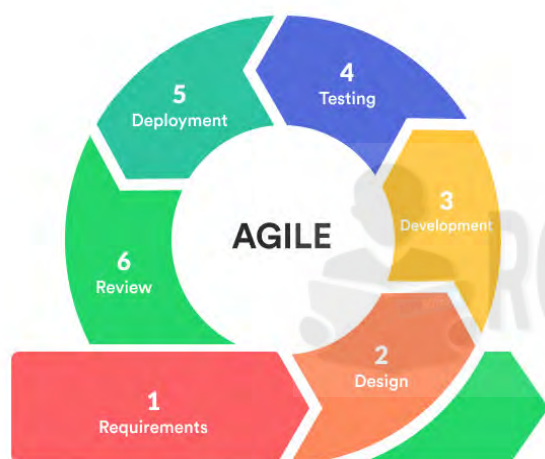 1
Requirements
2
Design
3
Development
4
Testing
5
Deployment
6
Review
AGILE